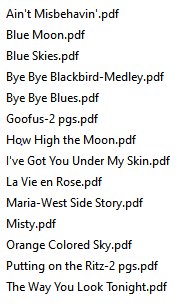 Ain't Misbehavin'.pdf
Blue Moon.pdf
Blue Skies.pdf
Bye Bye Blackbird-Medley.pdf
Bye Bye Blues.pdf
Goofus-2 pgs.pdf
How High the Moon.pdf
I've Got You Under My Skin.pdf
La Vie en Rose.pdf
Maria-West Side Story.pdf
Misty.pdf
Orange Colored Sky.pdf
Putting on the Ritz-2 pgs.pdf
The Way You Look Tonight.pdf